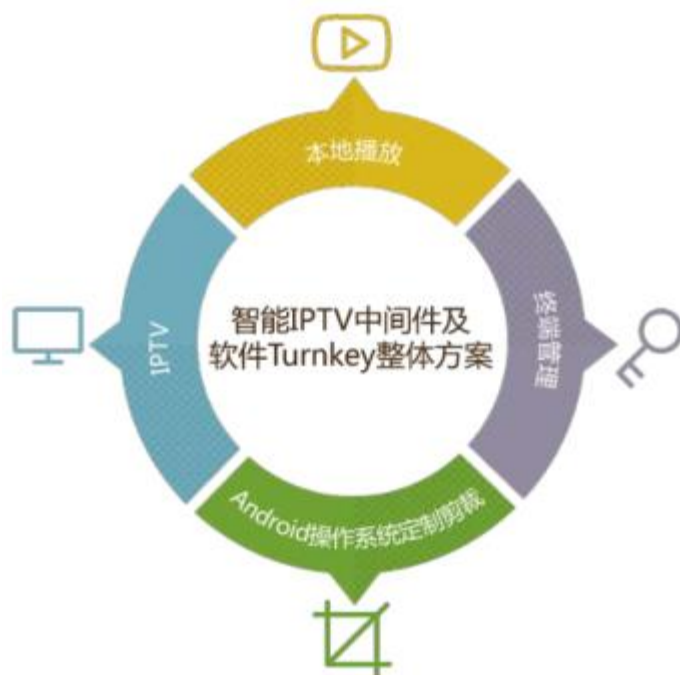 本地播放
智能IPTV中间件及
软件Turnkey整体方案
IPTV
终端管理
Android操作系统定制剪裁